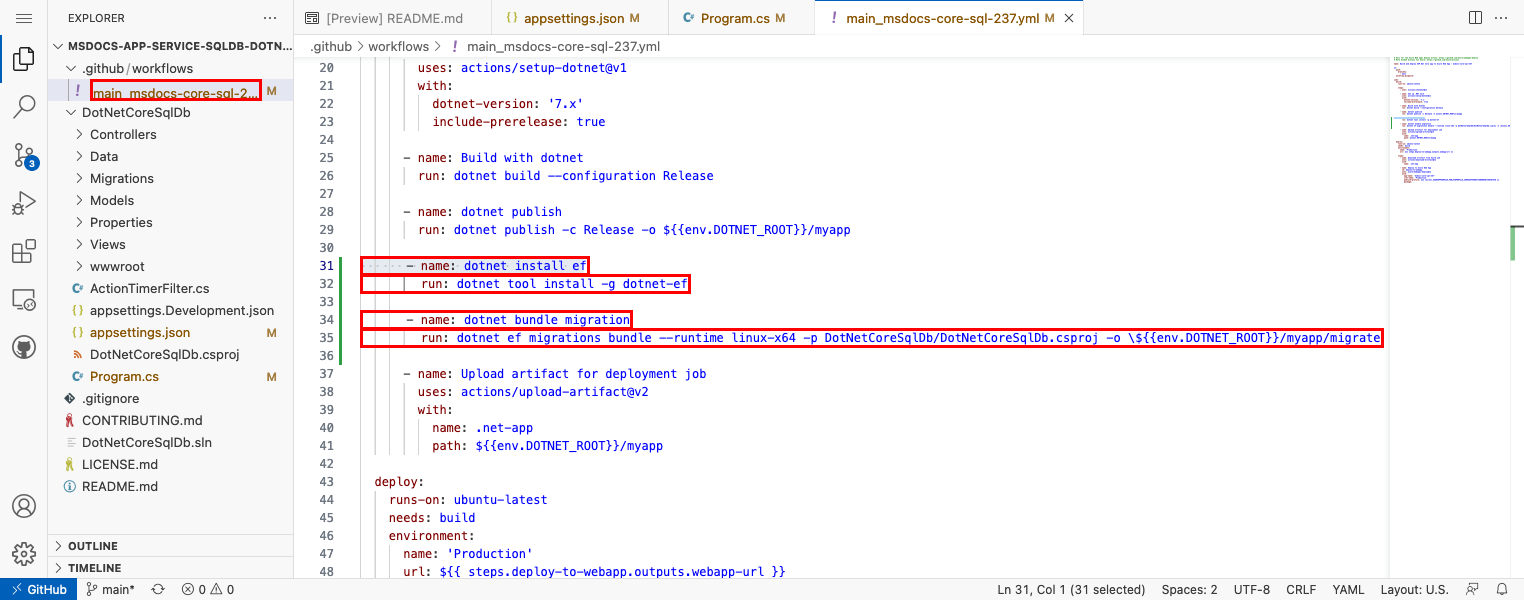 EXPLORER
[Preview] README.md
{} appsettings.json M
C# Program.cs M
! main_msdocs-core-sql-237.yml M
MSDOCS-APP-SERVICE-SQLDB-DOTN...
.github / workflows
! main_msdocs-core-sql-2... M
DotNetCoreSqlDb
Controllers
Data
Migrations
Models
Properties
Views
wwwroot
C# ActionTimerFilter.cs
{} appsettings.Development.json
{} appsettings.json M
DotNetCoreSqlDb.csproj
C# Program.cs M
.gitignore
CONTRIBUTING.md
DotNetCoreSqlDb.sln
LICENSE.md
README.md
OUTLINE
TIMELINE
3
.github > workflows > ! main_msdocs-core-sql-237.yml
20 uses: actions/setup-dotnet@v1
21 with:
22 dotnet-version: '7.x'
23 include-prerelease: true
24
25 - name: Build with dotnet
26 run: dotnet build --configuration Release
27
28 - name: dotnet publish
29 run: dotnet publish -c Release -o ${{env.DOTNET_ROOT}}/myapp
30
31 - name: dotnet install ef
32 run: dotnet tool install -g dotnet-ef
33
34 - name: dotnet bundle migration
35 run: dotnet ef migrations bundle --runtime linux-x64 -p DotNetCoreSqlDb/DotNetCoreSqlDb.csproj -o \${{env.DOTNET_ROOT}}/myapp/migrate
36
37 - name: Upload artifact for deployment job
38 uses: actions/upload-artifact@v2
39 with:
40 name: .net-app
41 path: ${{env.DOTNET_ROOT}}/myapp
42
43 deploy:
44 runs-on: ubuntu-latest
45 needs: build
46 environment:
47 name: 'Production'
48 url: ${{ steps.deploy-to-webapp.outputs.webapp-url }}
GitHub main* 0 0 Ln 31, Col 1 (31 selected) Spaces: 2 UTF-8 CRLF YAML Layout: U.S.